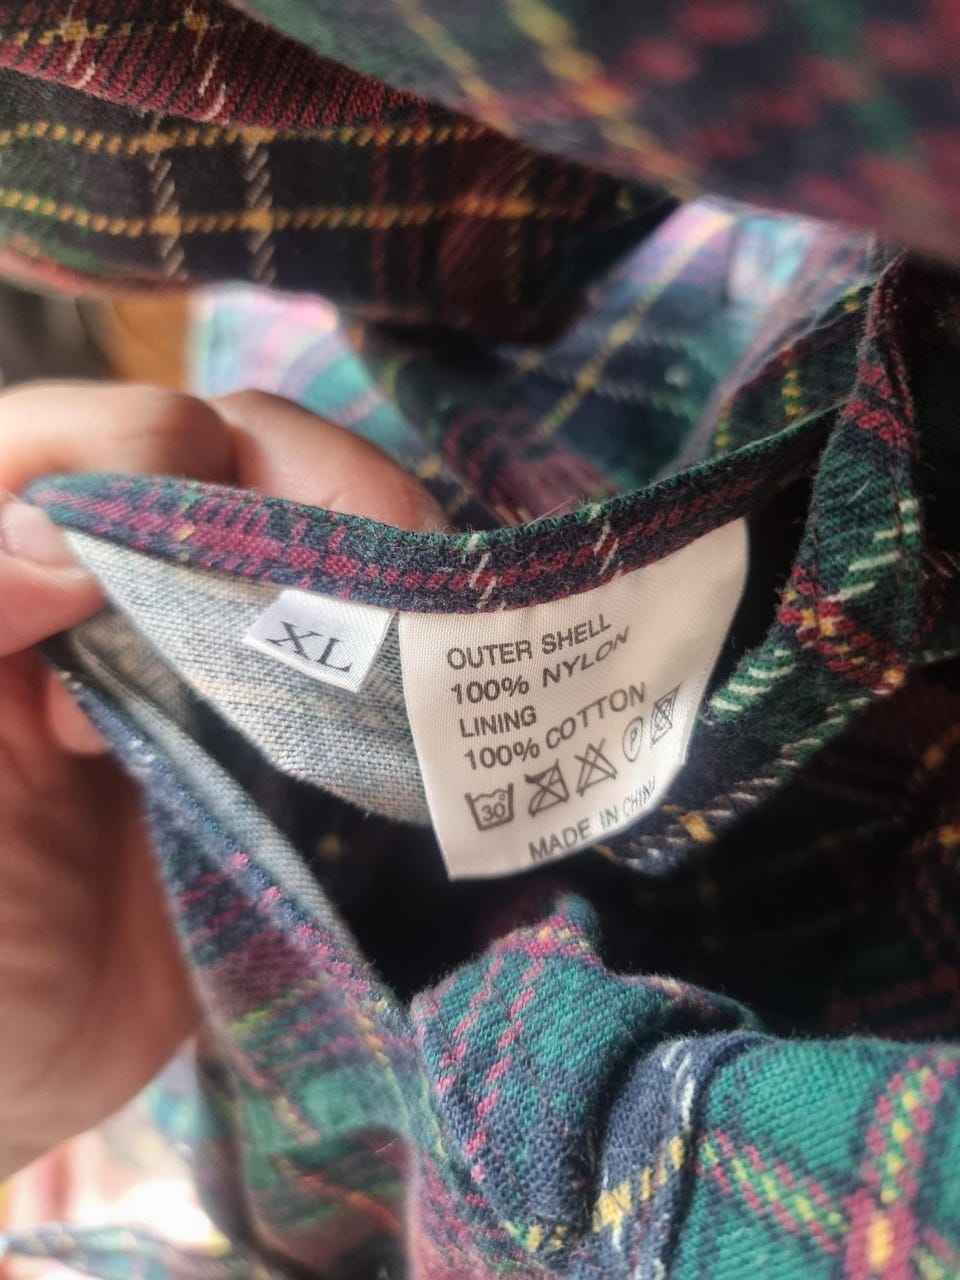 XL
OUTER SHELL
100% NYLON
LINING
100% COTTON
30
P
MADE IN CHINA